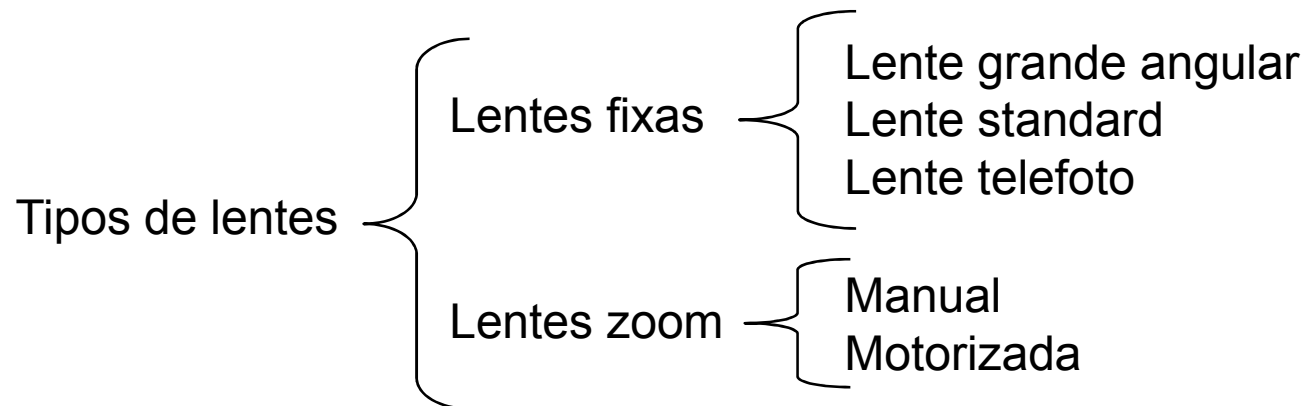 Tipos de lentes
Lentes fixas
Lente grande angular
Lente standard
Lente telefoto
Lentes zoom
Manual
Motorizada